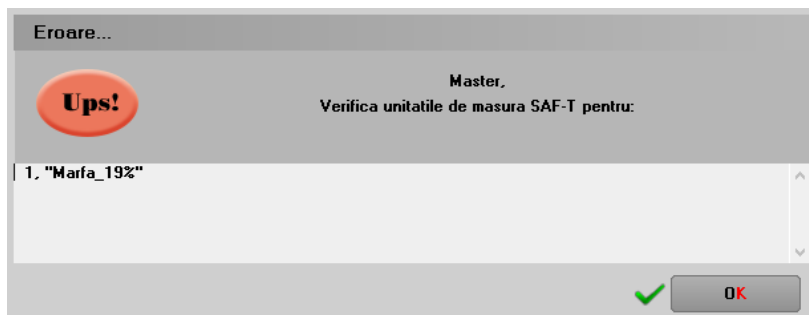 Eroare...
Ups!
Master,
Verifica unitatile de masura SAF-T pentru:
1, "Marfa_19%"
OK